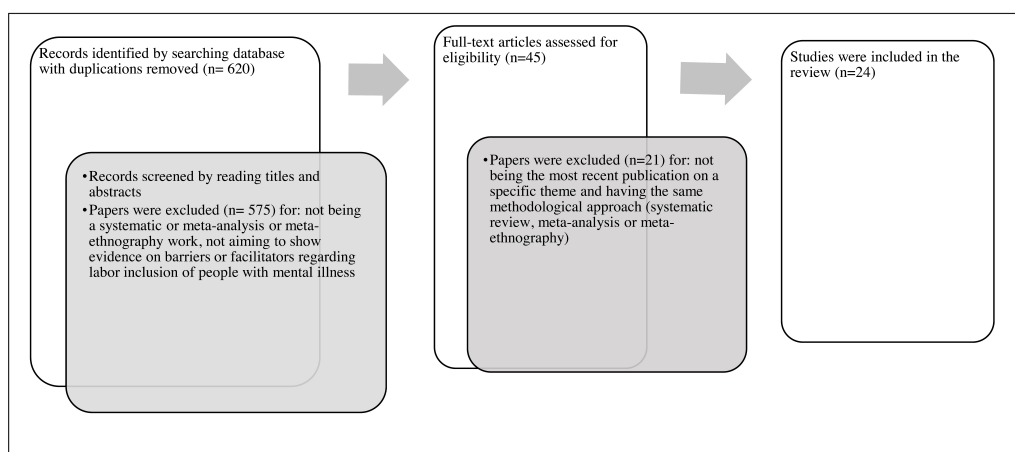 Records identified by searching database
with duplications removed (n= 620)
•Records screened by reading titles and
abstracts
•Papers were excluded (n= 575) for: not being
a systematic or meta-analysis or meta-
ethnography work, not aiming to show
evidence on barriers or facilitators regarding
labor inclusion of people with mental illness
Full-text articles assessed for
eligibility (n=45)
•Papers were excluded (n=21) for: not
being the most recent publication on a
specific theme and having the same
methodological approach (systematic
review, meta-analysis or meta-
ethnography)
Studies were included in the
review (n=24)